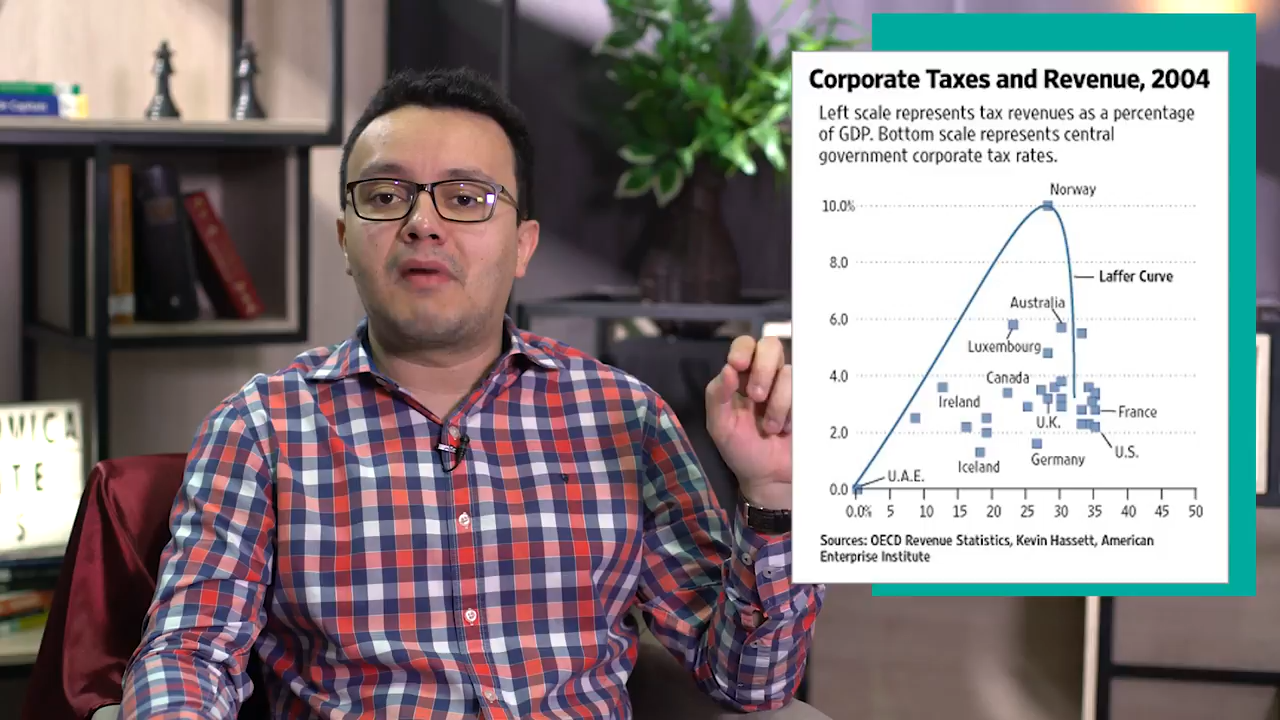 Capture
MICA
TE
S
Corporate Taxes and Revenue, 2004
Left scale represents tax revenues as a percentage
of GDP. Bottom scale represents central
government corporate tax rates.
Norway
10.0%
8.0
Laffer Curve
Australia
6.0
Luxembourg
Canada
4.0
Ireland
France
U.K.
2.0
U.S.
Germany
Iceland
U.A.E.
0.0
0.0% 5 10 15 20 25 30 35 40 45 50
Sources: OECD Revenue Statistics, Kevin Hassett, American
Enterprise Institute